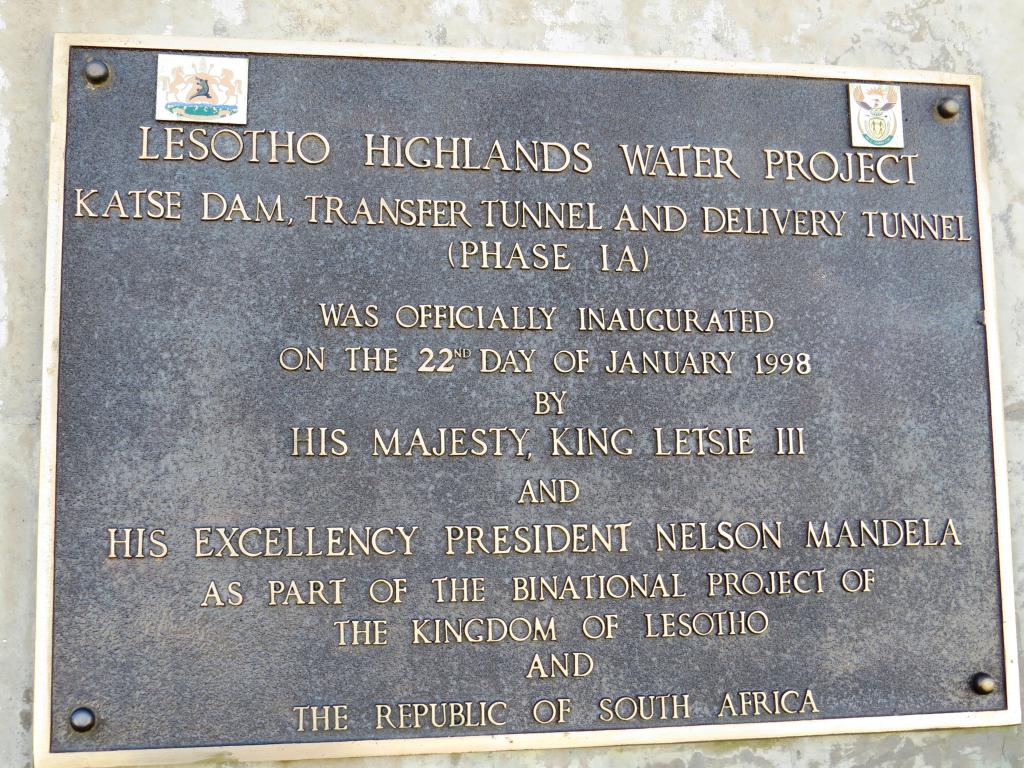 LESOTHO HIGHLANDS WATER PROJECT
KATSE DAM, TRANSFER TUNNEL AND DELIVERY TUNNEL
(PHASE 1A)
WAS OFFICIALLY INAUGURATED
ON THE 22ND DAY OF JANUARY 1998
BY
HIS MAJESTY, KING LETSIE III
AND
HIS EXCELLENCY PRESIDENT NELSON MANDELA
AS PART OF THE BINATIONAL PROJECT OF
THE KINGDOM OF LESOTHO
AND
THE REPUBLIC OF SOUTH AFRICA